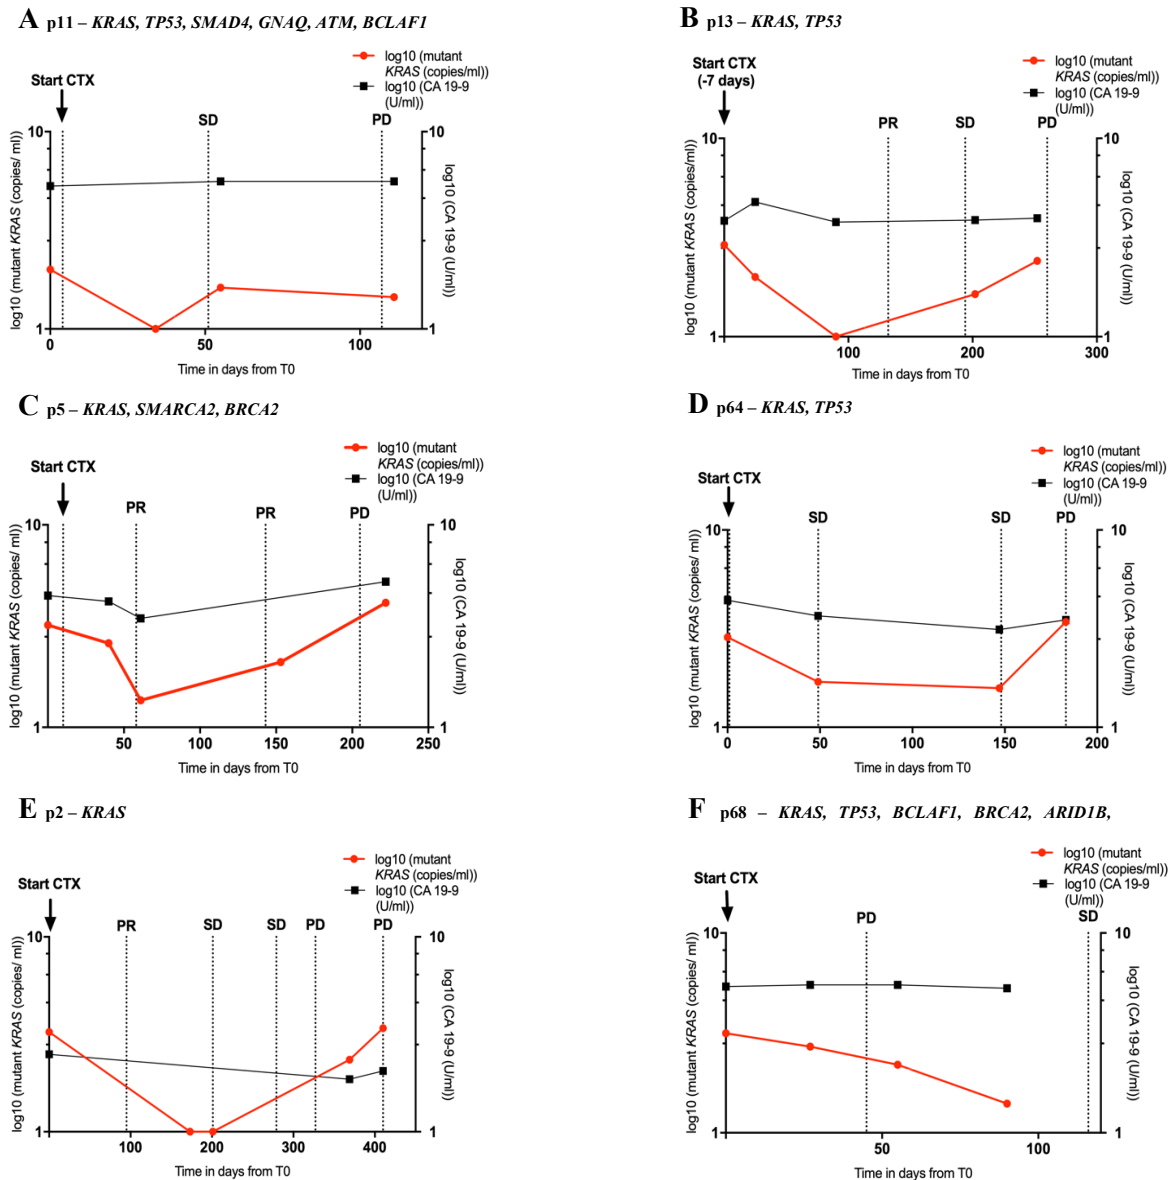 A p11 – KRAS, TP53, SMAD4, GNAQ, ATM, BCLAF1
log10 (mutant
KRAS (copies/ml))
log10 (CA 19-9
(U/ml))
Start CTX
SD
PD
10
10
log10 (mutant KRAS (copies/ ml))
log10 (CA 19-9 (U/ml))
1
1
0
50
100
Time in days from T0
B p13 – KRAS, TP53
log10 (mutant
KRAS (copies/ml))
log10 (CA 19-9
(U/ml))
Start CTX
(-7 days)
PR
SD
PD
10
10
log10 (mutant KRAS (copies/ ml))
log10 (CA 19-9 (U/ml))
1
1
100
200
300
Time in days from T0
C p5 – KRAS, SMARCA2, BRCA2
log10 (mutant
KRAS (copies/ml))
log10 (CA 19-9
(U/ml))
Start CTX
PR
PR
PD
10
10
log10 (mutant KRAS (copies/ ml))
log10 (CA 19-9 (U/ml))
1
1
50
100
150
200
250
Time in days from T0
D p64 – KRAS, TP53
log10 (mutant
KRAS (copies/ml))
log10 (CA 19-9
(U/ml))
Start CTX
SD
SD
PD
10
10
log10 (mutant KRAS (copies/ ml))
log10 (CA 19-9 (U/ml))
1
1
0
50
100
150
200
Time in days from T0
E p2 – KRAS
log10 (mutant
KRAS (copies/ml))
log10 (CA 19-9
(U/ml))
Start CTX
PR
SD
SD
PD
PD
10
10
log10 (mutant KRAS (copies/ ml))
log10 (CA 19-9 (U/ml))
1
1
100
200
300
400
Time in days from T0
F p68 – KRAS, TP53, BCLAF1, BRCA2, ARID1B,
log10 (mutant
KRAS (copies/ml))
log10 (CA 19-9
(U/ml))
Start CTX
PD
SD
10
10
log10 (mutant KRAS (copies/ ml))
log10 (CA 19-9 (U/ml))
1
1
50
100
Time in days from T0